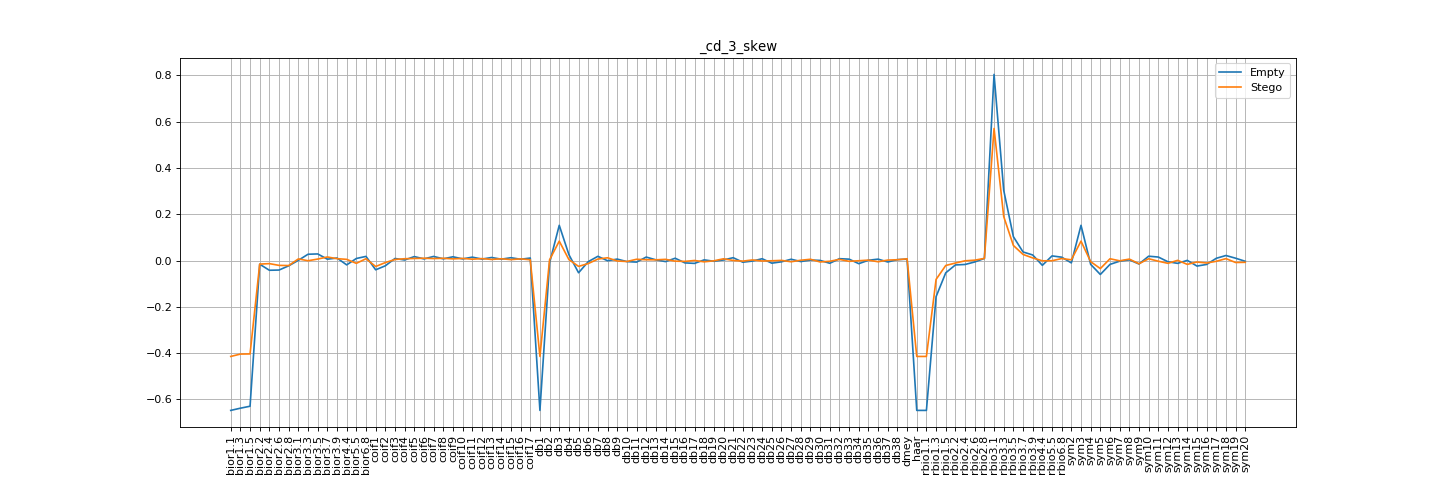 _cd_3_skew
Empty
Stego
0.8
0.6
0.4
0.2
0.0
−0.2
−0.4
−0.6
bior1.1
bior1.3
bior1.5
bior2.2
bior2.4
bior2.6
bior2.8
bior3.1
bior3.3
bior3.5
bior3.7
bior3.9
bior4.4
bior5.5
bior6.8
coif1
coif2
coif3
coif4
coif5
coif6
coif7
coif8
coif9
coif10
coif11
coif12
coif13
coif14
coif15
coif16
coif17
db1
db2
db3
db4
db5
db6
db7
db8
db9
db10
db11
db12
db13
db14
db15
db16
db17
db18
db19
db20
db21
db22
db23
db24
db25
db26
db27
db28
db29
db30
db31
db32
db33
db34
db35
db36
db37
db38
dmey
haar
rbio1.1
rbio1.3
rbio1.5
rbio2.2
rbio2.4
rbio2.6
rbio2.8
rbio3.1
rbio3.3
rbio3.5
rbio3.7
rbio3.9
rbio4.4
rbio5.5
rbio6.8
sym2
sym3
sym4
sym5
sym6
sym7
sym8
sym9
sym10
sym11
sym12
sym13
sym14
sym15
sym16
sym17
sym18
sym19
sym20